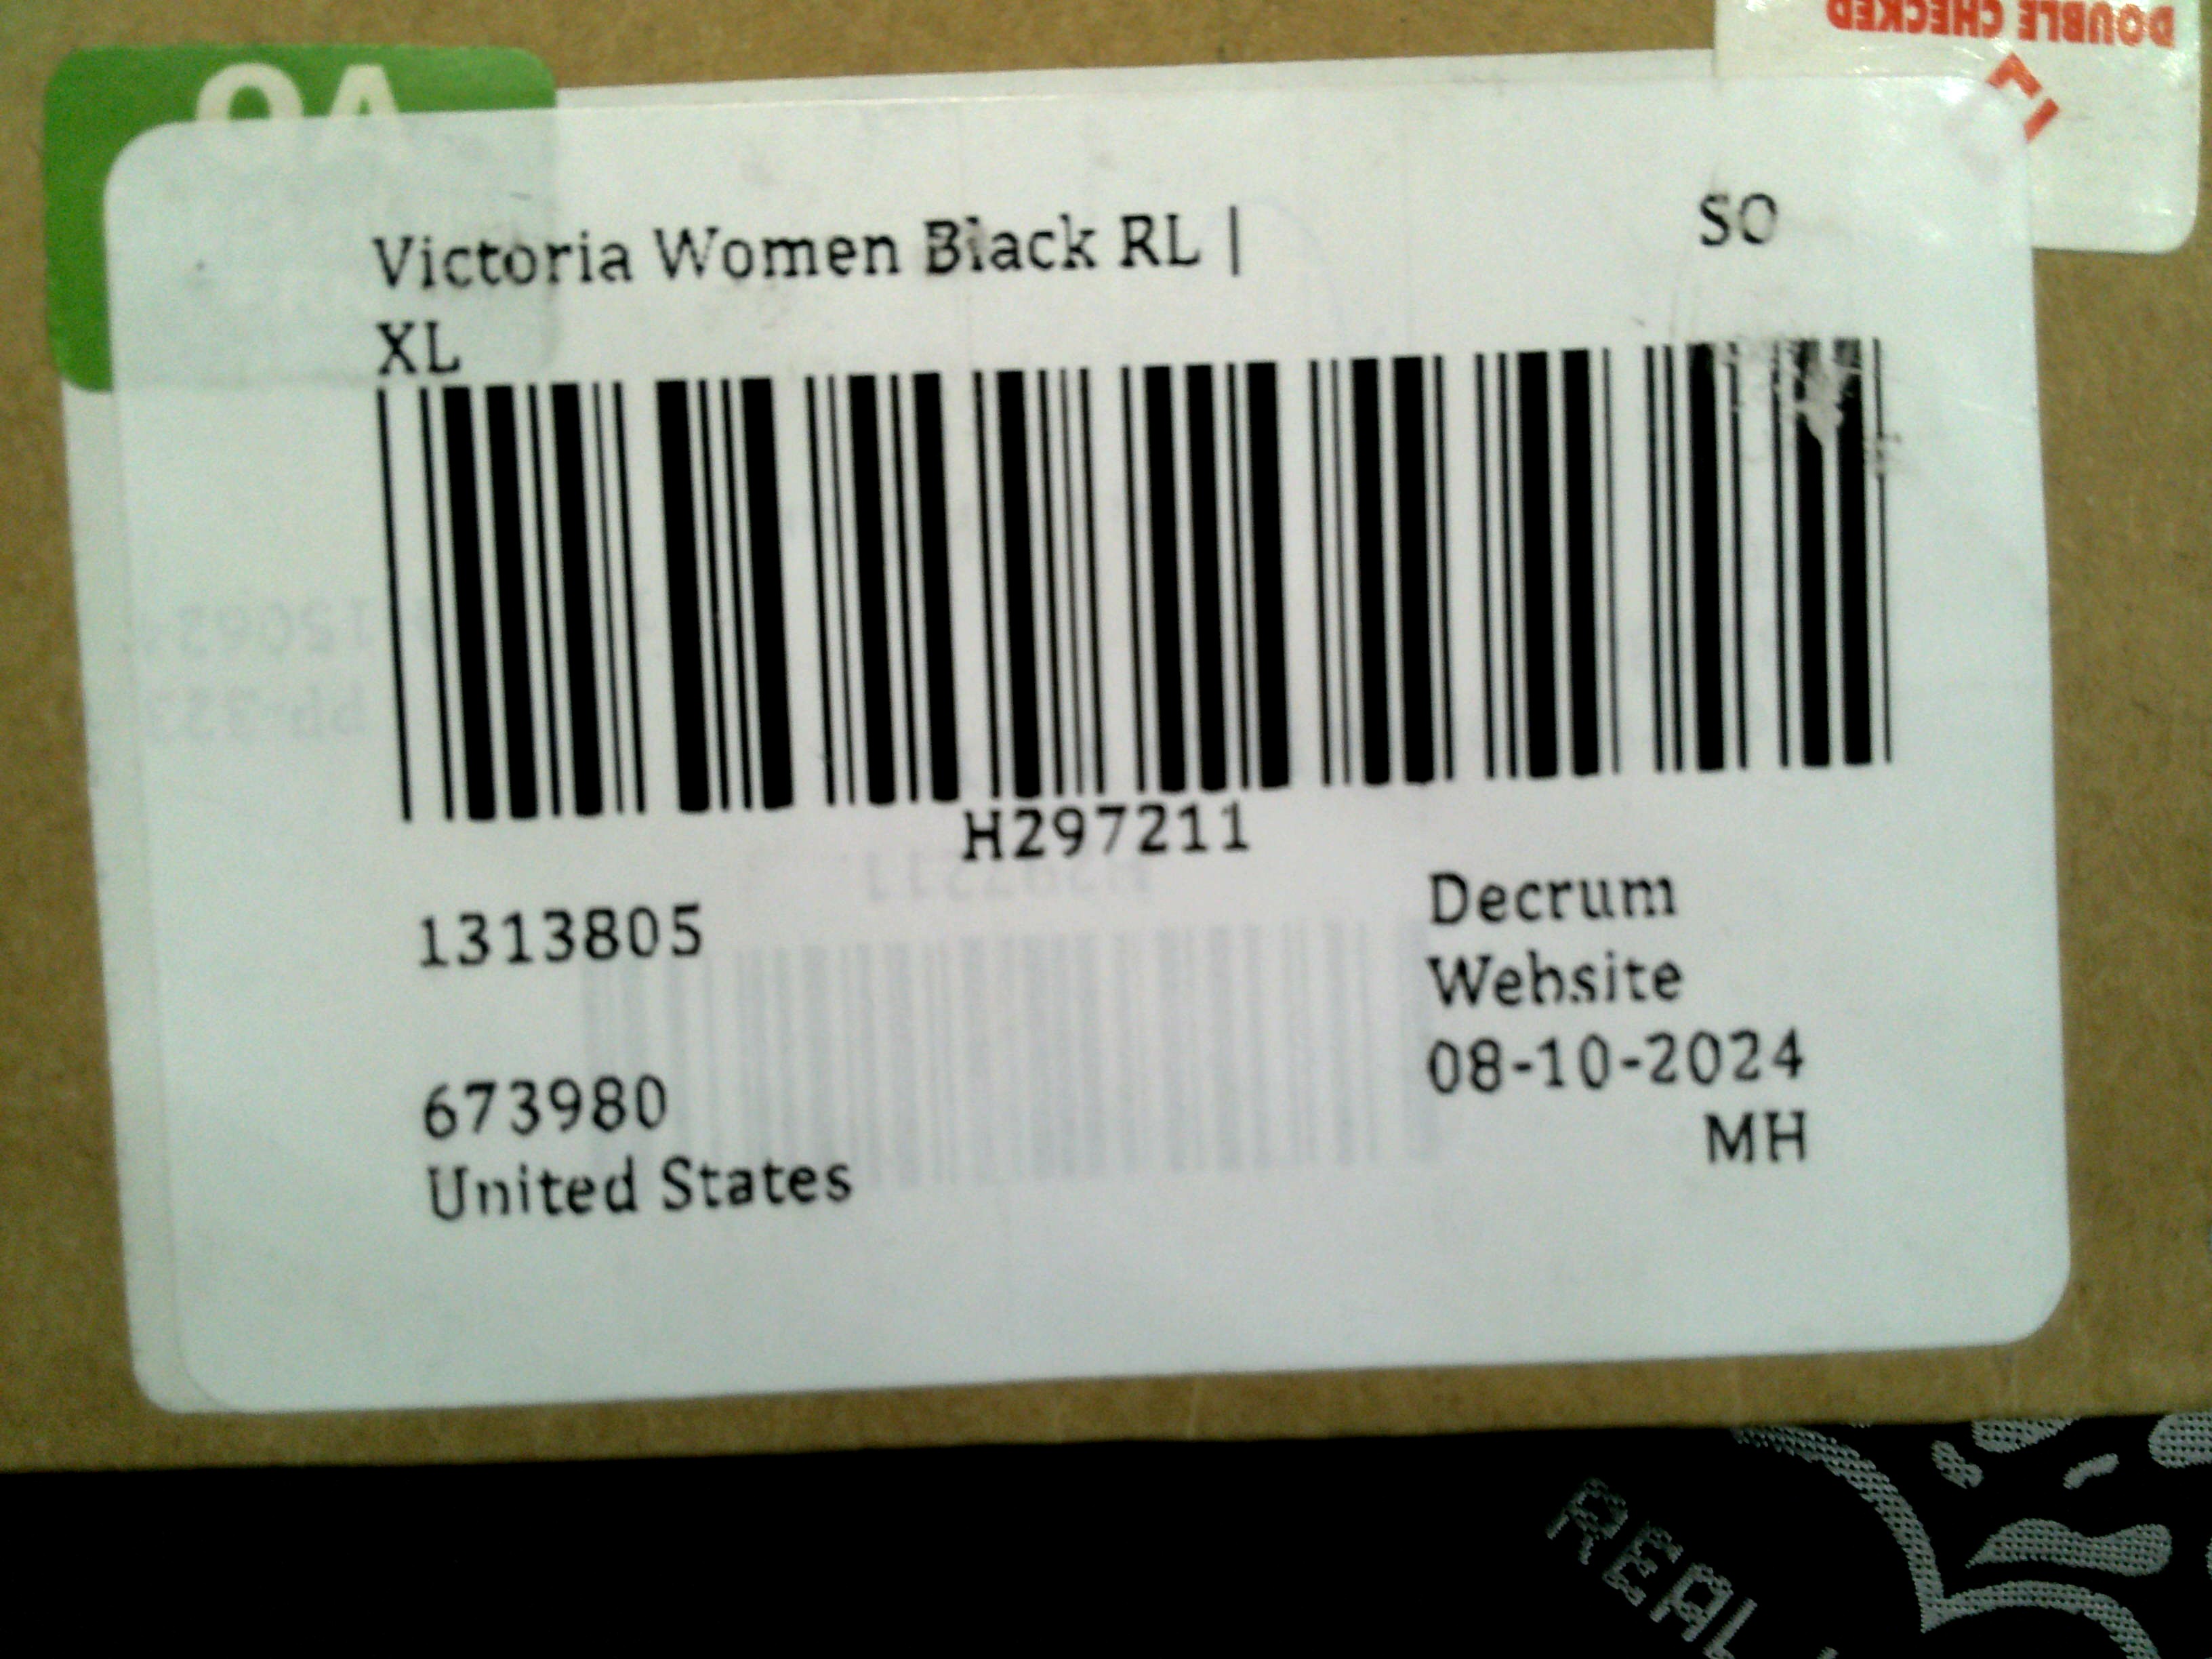 DOUBLE CHECKED
QA
Victoria Women Black RL |
XL
SO
H297211
1313805
673980
United States
Decrum
Website
08-10-2024
MH
REAL